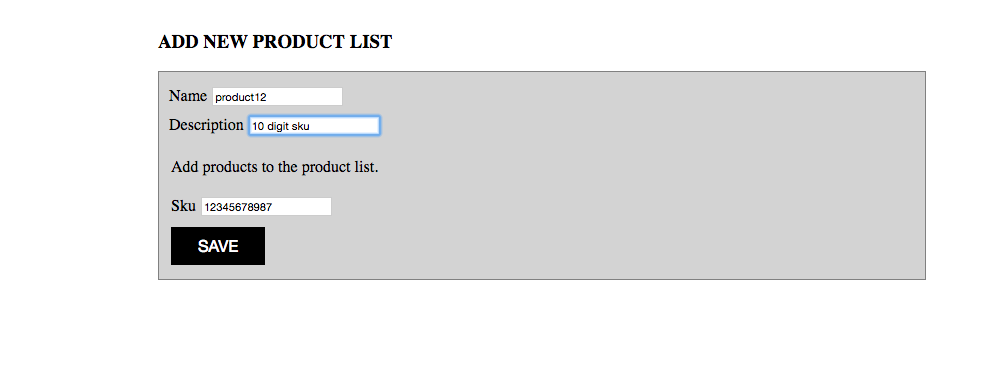 ADD NEW PRODUCT LIST
Name product12
Description 10 digit sku
Add products to the product list.
Sku 12345678987
SAVE